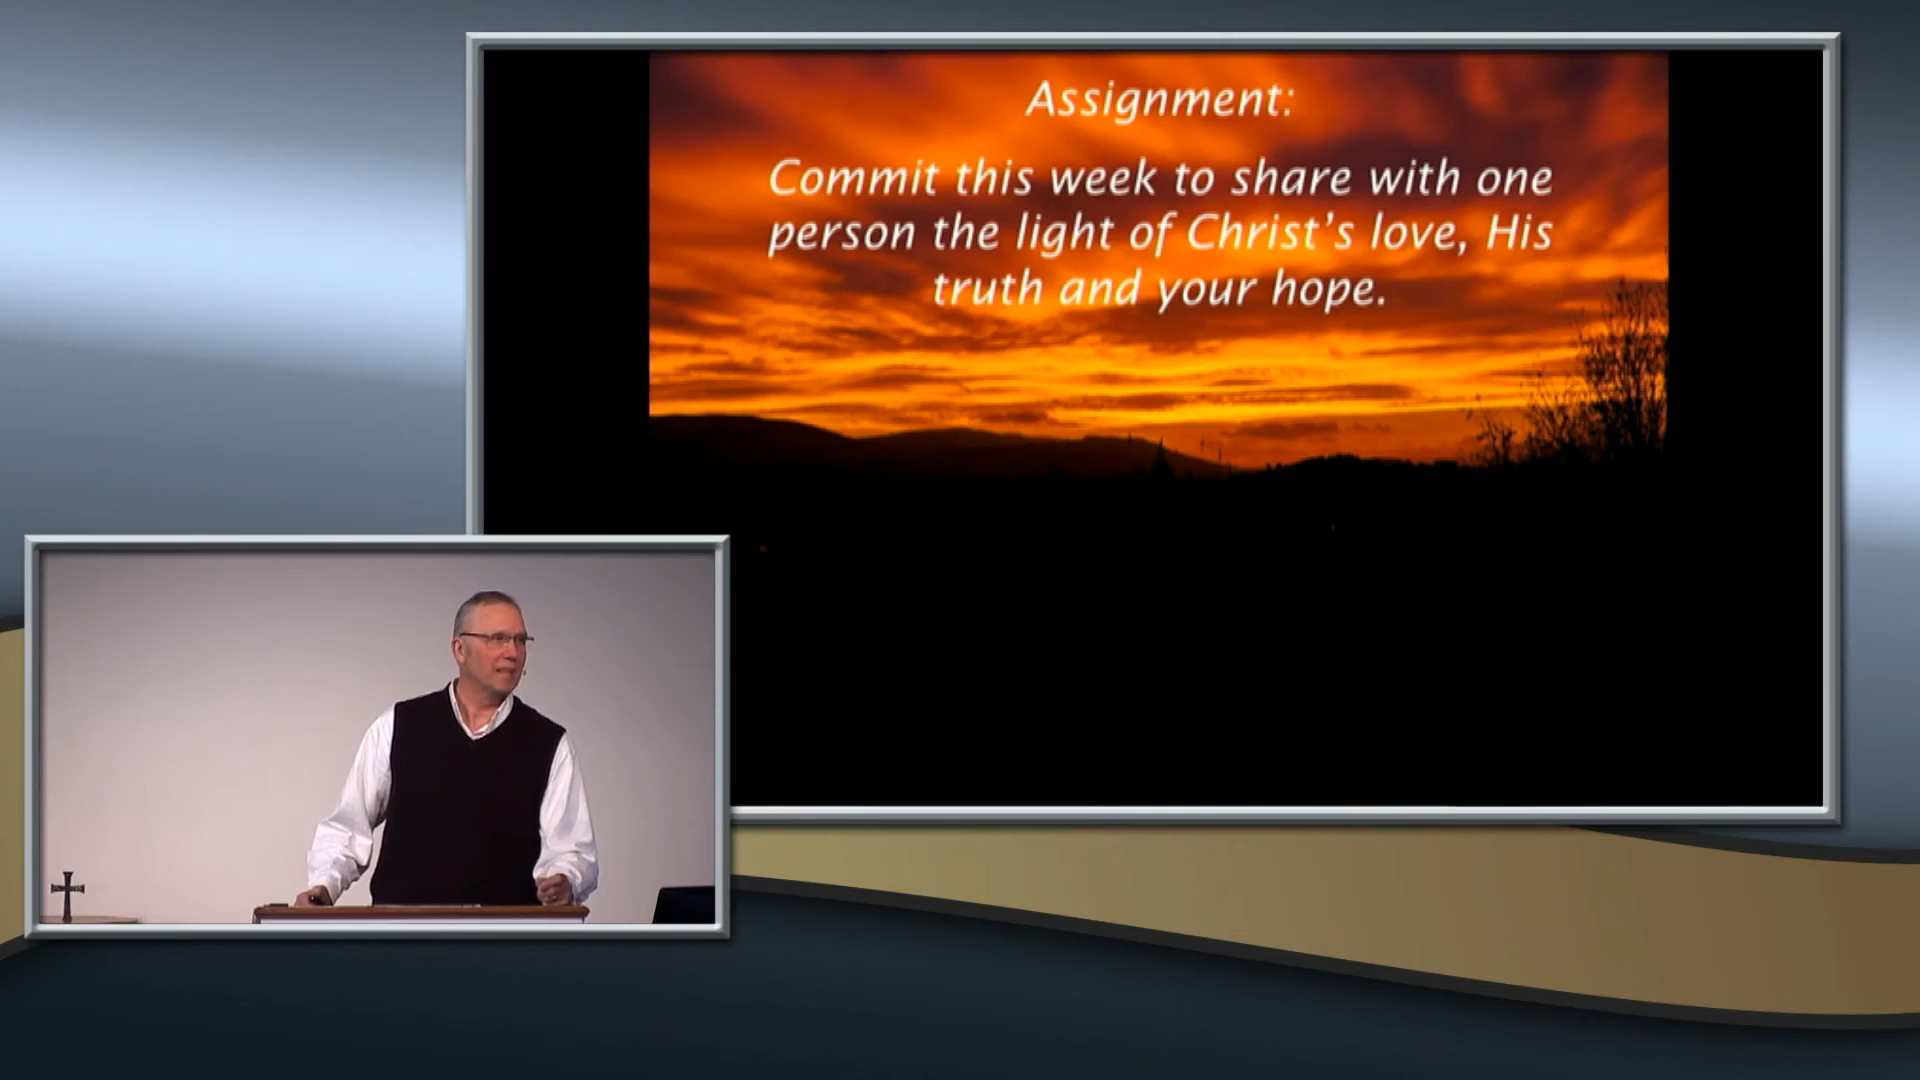 Assignment:
Commit this week to share with one
person the light of Christ’s love, His
truth and your hope.